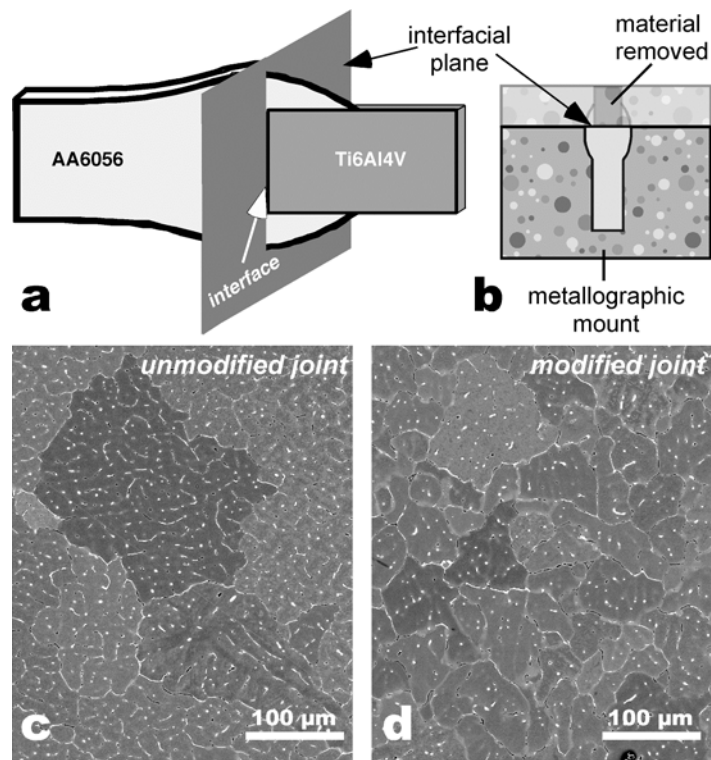 interfacial
plane
material
removed
AA6056
Ti6Al4V
interface
a
b
metallographic
mount
unmodified joint
modified joint
c
100 µm
d
100 µm